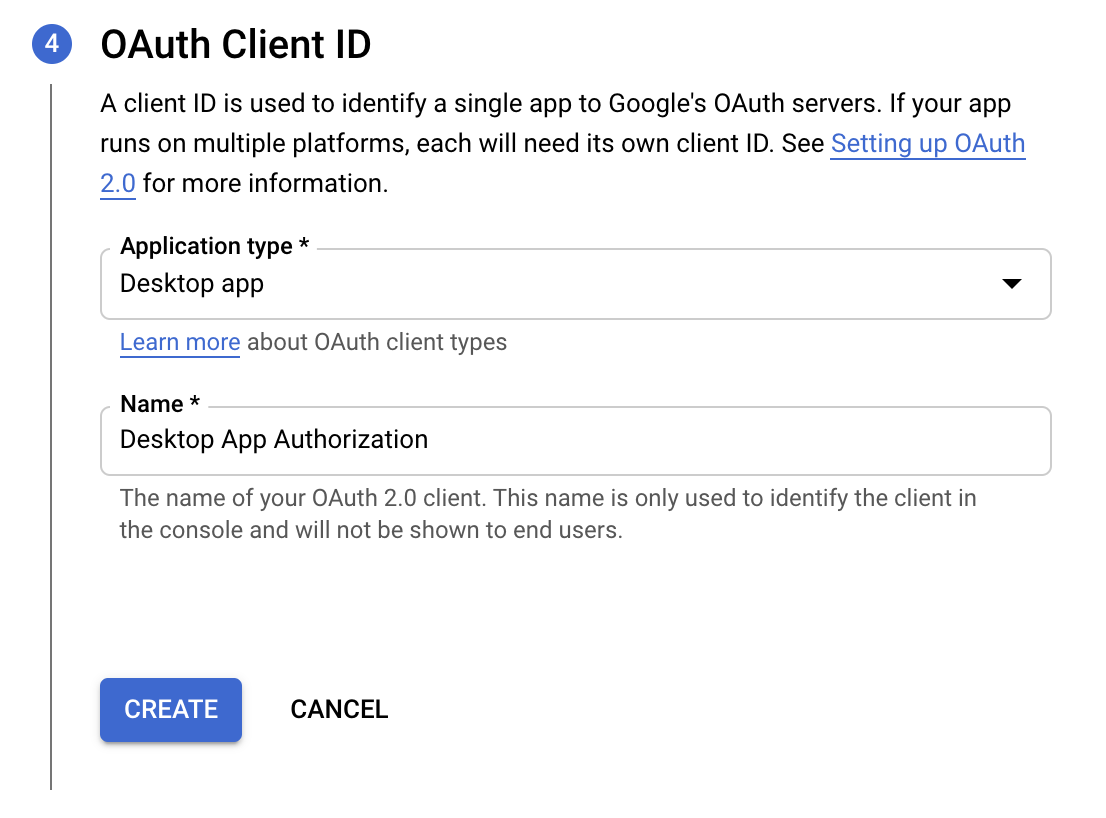 4 OAuth Client ID
A client ID is used to identify a single app to Google's OAuth servers. If your app
runs on multiple platforms, each will need its own client ID. See Setting up OAuth
2.0 for more information.
Application type *
Desktop app
Learn more about OAuth client types
Name *
Desktop App Authorization
The name of your OAuth 2.0 client. This name is only used to identify the client in
the console and will not be shown to end users.
CREATE CANCEL